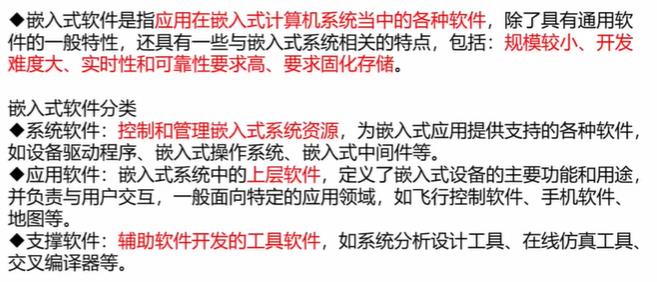 ◆嵌入式软件是指应用在嵌入式计算机系统当中的各种软件，除了具有通用软
件的一般特性，还具有一些与嵌入式系统相关的特点，包括：规模较小、开发
难度大、实时性和可靠性要求高、要求固化存储。
嵌入式软件分类
◆系统软件：控制和管理嵌入式系统资源，为嵌入式应用提供支持的各种软件，
如设备驱动程序、嵌入式操作系统、嵌入式中间件等。
◆应用软件：嵌入式系统中的上层软件，定义了嵌入式设备的主要功能和用途，
并负责与用户交互，一般面向特定的应用领域，如飞行控制软件、手机软件、
地图等。
◆支撑软件：辅助软件开发的工具软件，如系统分析设计工具、在线仿真工具、
交叉编译器等。